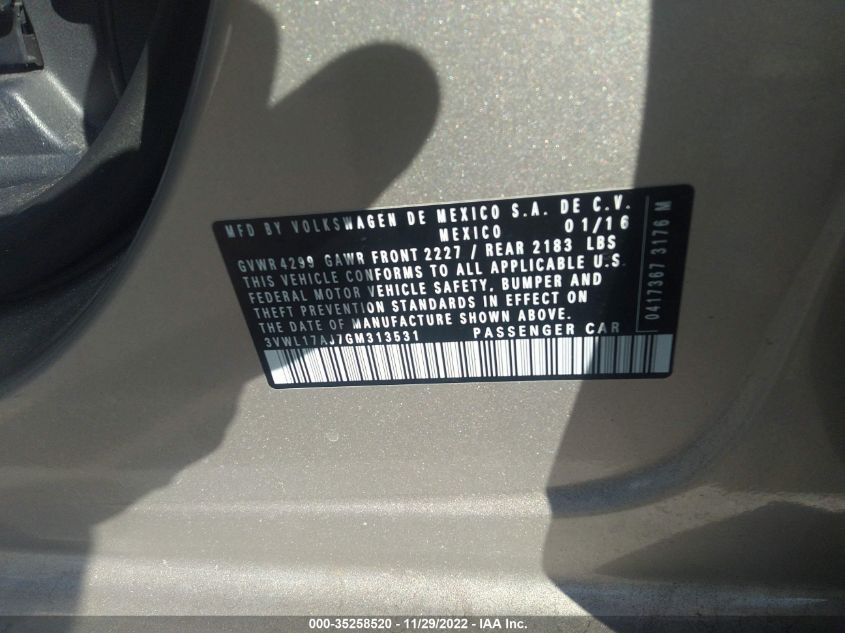 MFD BY VOLKSWAGEN DE MEXICO S.A. DE C.V.
MEXICO 01/16
GVWR 4299 GAWR FRONT 2227 / REAR 2183 LBS
THIS VEHICLE CONFORMS TO ALL APPLICABLE U.S.
FEDERAL MOTOR VEHICLE SAFETY, BUMPER AND
THEFT PREVENTION STANDARDS IN EFFECT ON
THE DATE OF MANUFACTURE SHOWN ABOVE.
3VWL17AJ7GM313531 PASSENGER CAR
0417367 3176 M
000-35258520 - 11/29/2022 - IAA Inc.